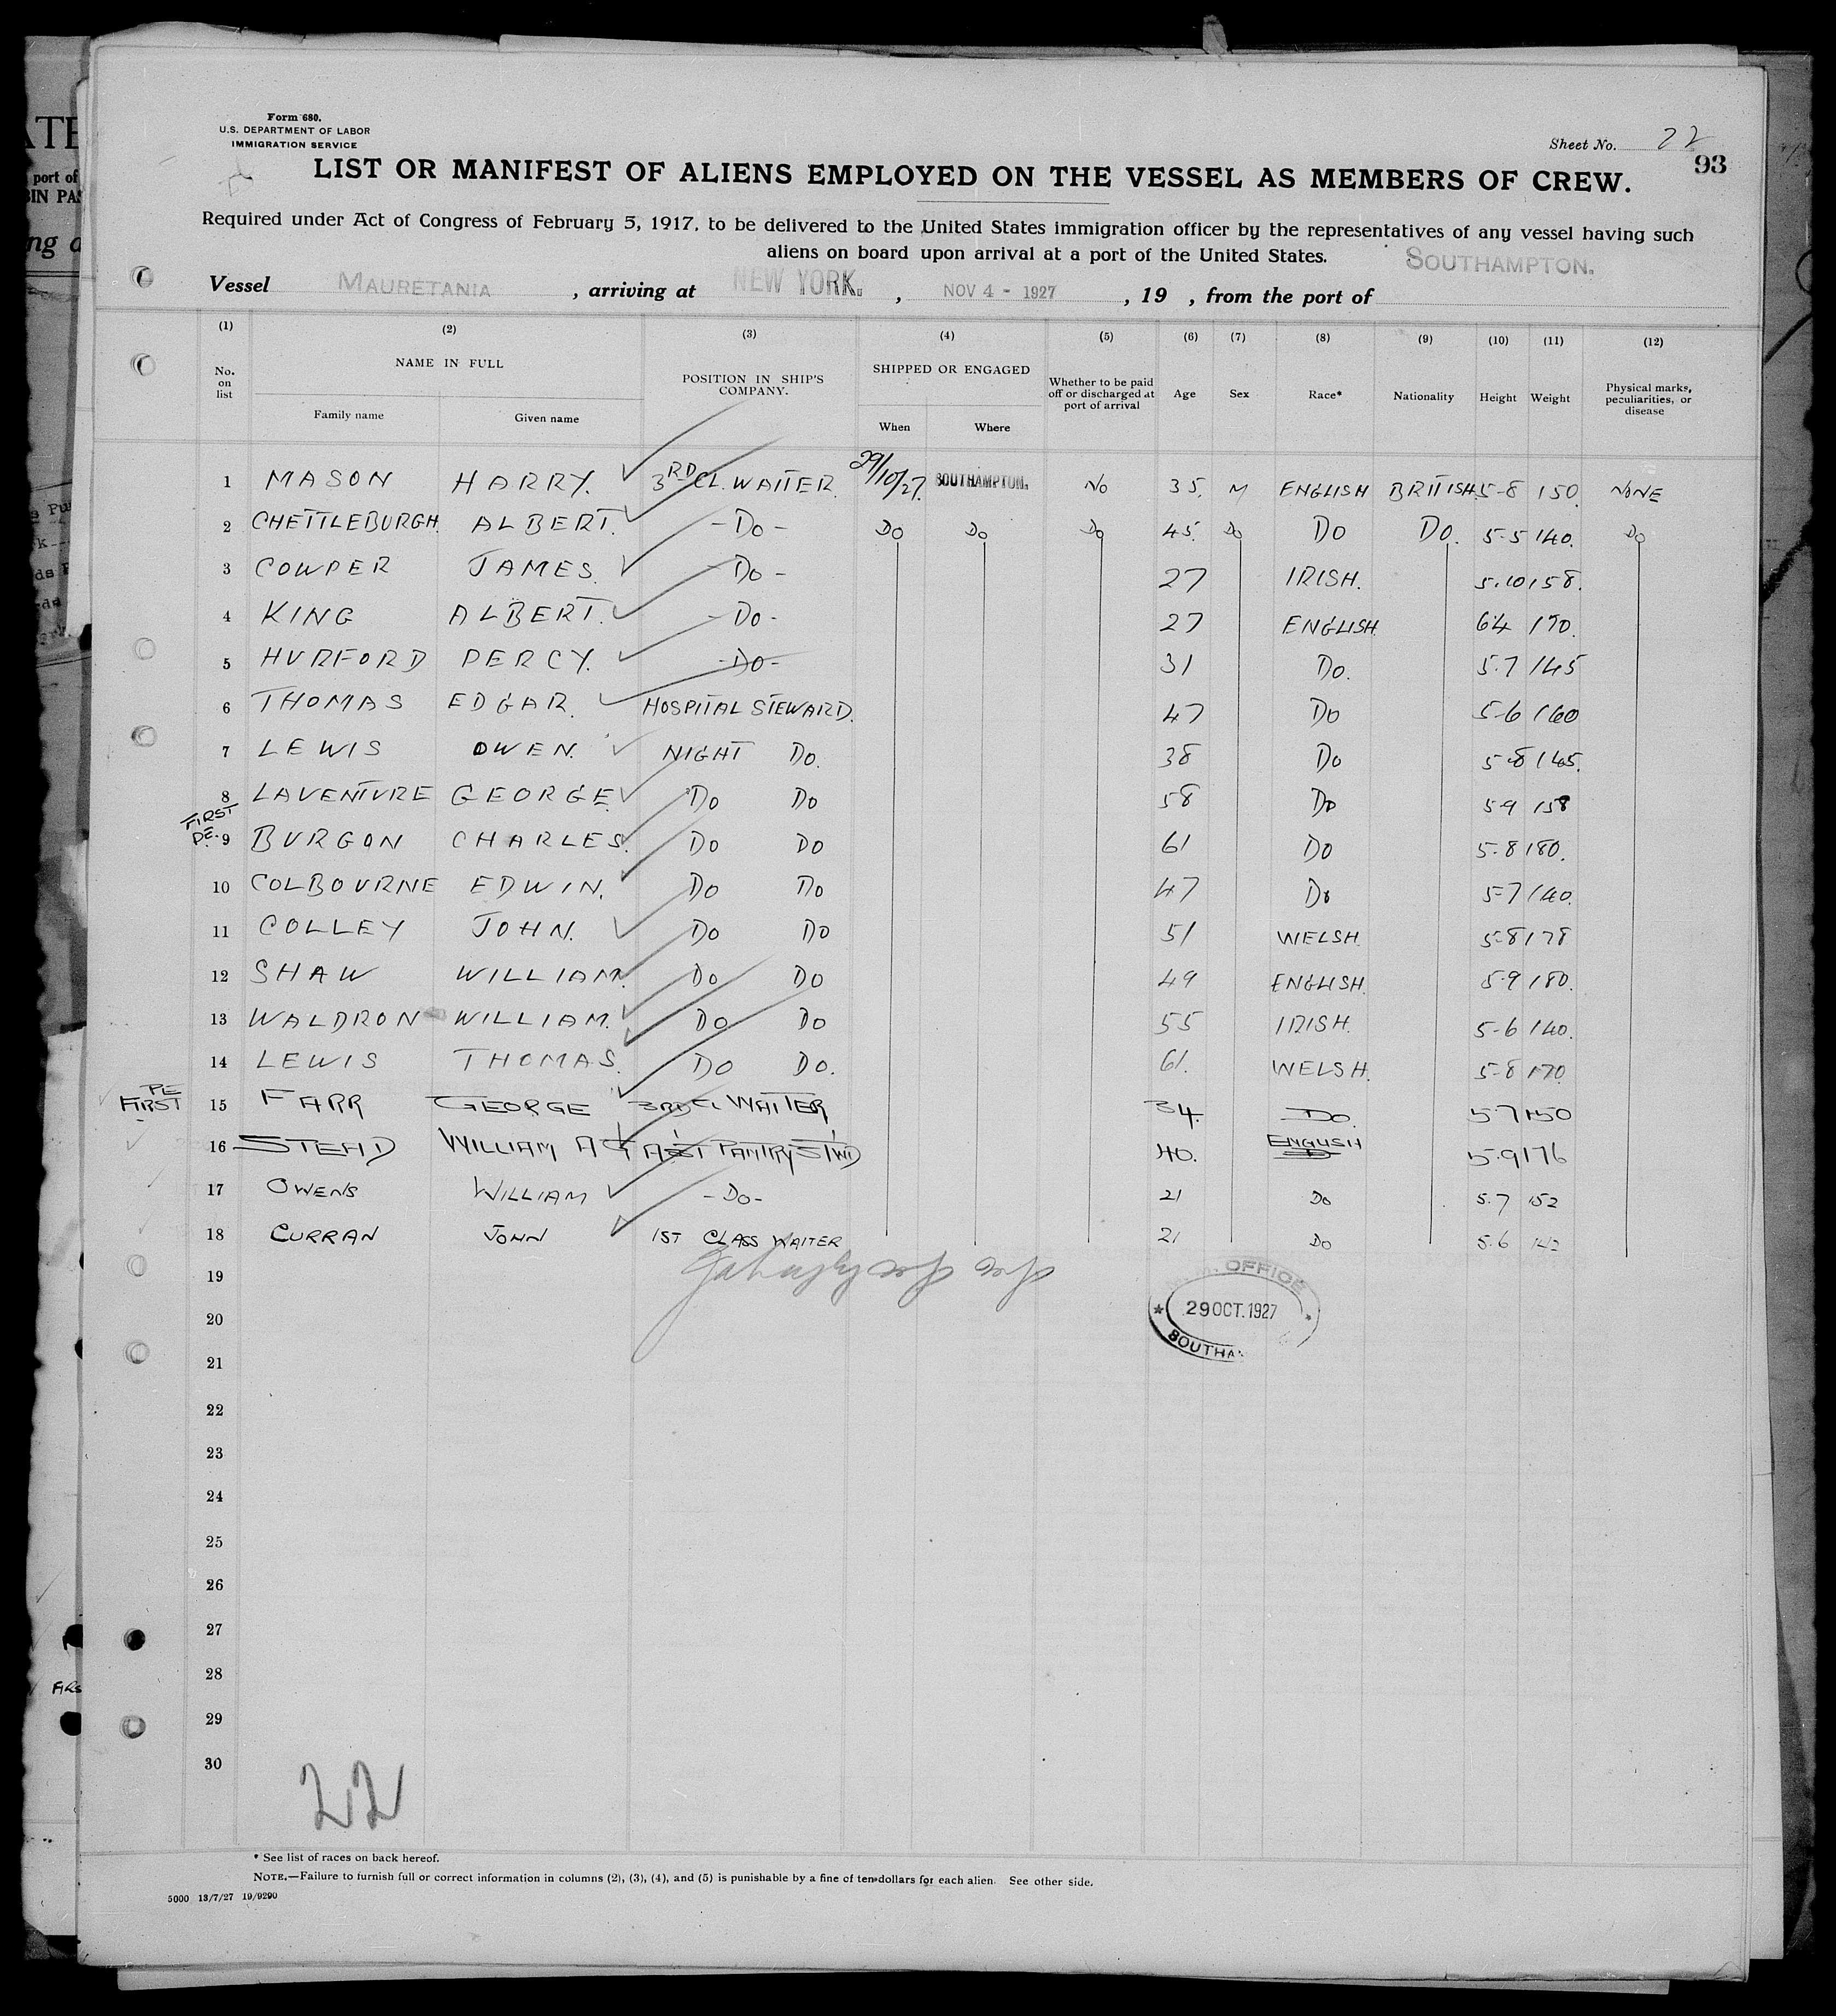 Form 680.
U.S. DEPARTMENT OF LABOR
IMMIGRATION SERVICE
Sheet No. 22
93
LIST OR MANIFEST OF ALIENS EMPLOYED ON THE VESSEL AS MEMBERS OF CREW.
Required under Act of Congress of February 5, 1917, to be delivered to the United States immigration officer by the representatives of any vessel having such
aliens on board upon arrival at a port of the United States.
Vessel MAURETANIA, arriving at NEW YORK., NOV 4 - 1927, 19 , from the port of SOUTHAMPTON.
(1) (2) (3) (4) (5) (6) (7) (8) (9) (10) (11) (12)
No. on list NAME IN FULL POSITION IN SHIP'S COMPANY. SHIPPED OR ENGAGED Whether to be paid off or discharged at port of arrival Age Sex Race* Nationality Height Weight Physical marks, peculiarities, or disease
Family name Given name When Where
1 MASON HARRY. 3RD CL. WAITER 29/10/27. SOUTHAMPTON. NO 35. M ENGLISH BRITISH 5-8 150. NONE
2 CHETTLEBURGH ALBERT. -DO- DO DO DO 45. DO DO DO. 5-5 140. DO
3 COWPER JAMES. -DO- 27 IRISH. 5.10 158.
4 KING ALBERT. -DO- 27 ENGLISH 6.4 190.
5 HURFORD PERCY. -DO- 31 DO. 5.7 145
6 THOMAS EDGAR. HOSPITAL STEWARD. 47 DO 5-6 160
7 LEWIS OWEN. NIGHT DO. 38 DO 5-8 165.
8 LAVENTURE GEORGE. DO DO 58 DO 5-9 158
FIRST PE. 9 BURGON CHARLES. DO DO 61 DO 5-8 180.
10 COLBOURNE EDWIN. DO DO 47 DO 5-7 140.
11 COLLEY JOHN. DO DO 51 WELSH. 5-8 178
12 SHAW WILLIAM. DO DO 49 ENGLISH. 5-9 180.
13 WALDRON WILLIAM. DO DO 55 IRISH. 5-6 140.
14 LEWIS THOMAS. DO DO. 61. WELSH. 5-8 170.
PE FIRST 15 FARR GEORGE 3RD CL WAITER 34. DO. 5.7 150
16 STEAD WILLIAM A G ASST PANTRY ST'WD 40. ENGLISH 5.9 176
17 OWENS WILLIAM -DO- 21 DO 5.7 152
18 CURRAN JOHN 1ST CLASS WAITER 21 DO 5.6 142
19
OFFICE
20
29 OCT. 1927
21
22
23
24
25
26
27
28
29
30
22
* See list of races on back hereof.
NOTE.—Failure to furnish full or correct information in columns (2), (3), (4), and (5) is punishable by a fine of ten dollars for each alien. See other side.
5000 13/7/27 19/9290